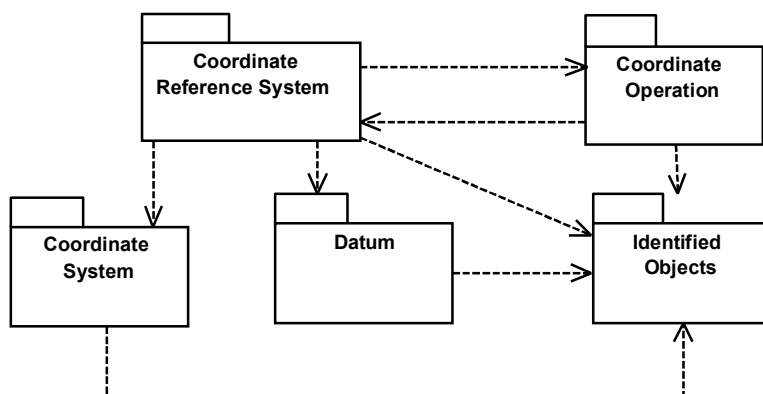 Coordinate
Reference System
Coordinate
Operation
Coordinate
System
Datum
Identified
Objects